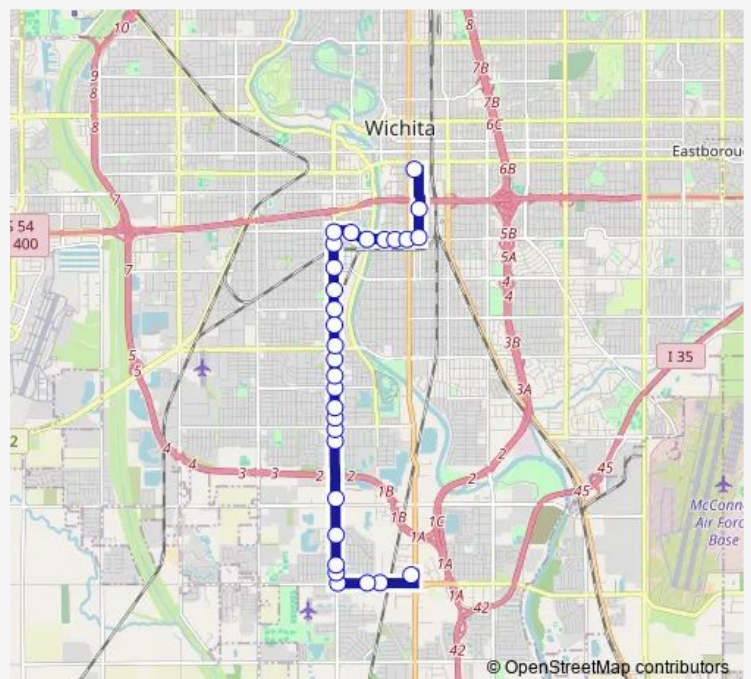 10
8
9
8
8
7B
7B
6C
Wichita
Eastborou
6B
7
S 54
400
5B
5A
4
4
7
3B
I 35
5
5
3A
2
4
4
3
3
2
2
2
2
45
45
1B
1B
1C
1A
McConn
Air Forc
Base
1A
1A
42
42
© OpenStreetMap contributors